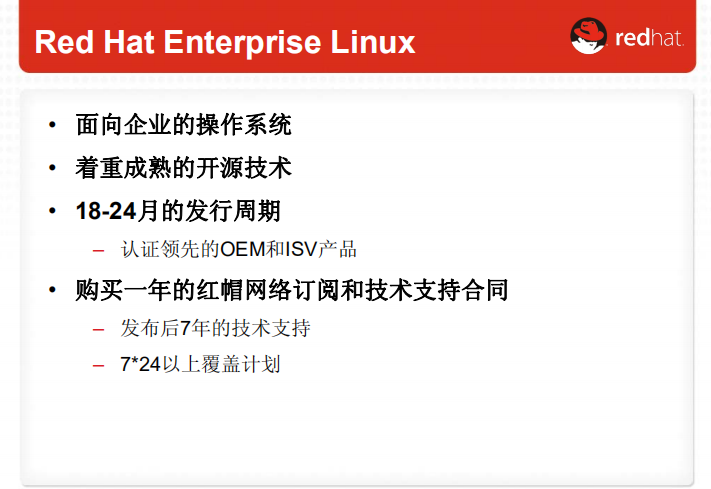 Red Hat Enterprise Linux
redhat.
• 面向企业的操作系统
• 着重成熟的开源技术
• 18-24月的发行周期
– 认证领先的OEM和ISV产品
• 购买一年的红帽网络订阅和技术支持合同
– 发布后7年的技术支持
– 7*24以上覆盖计划